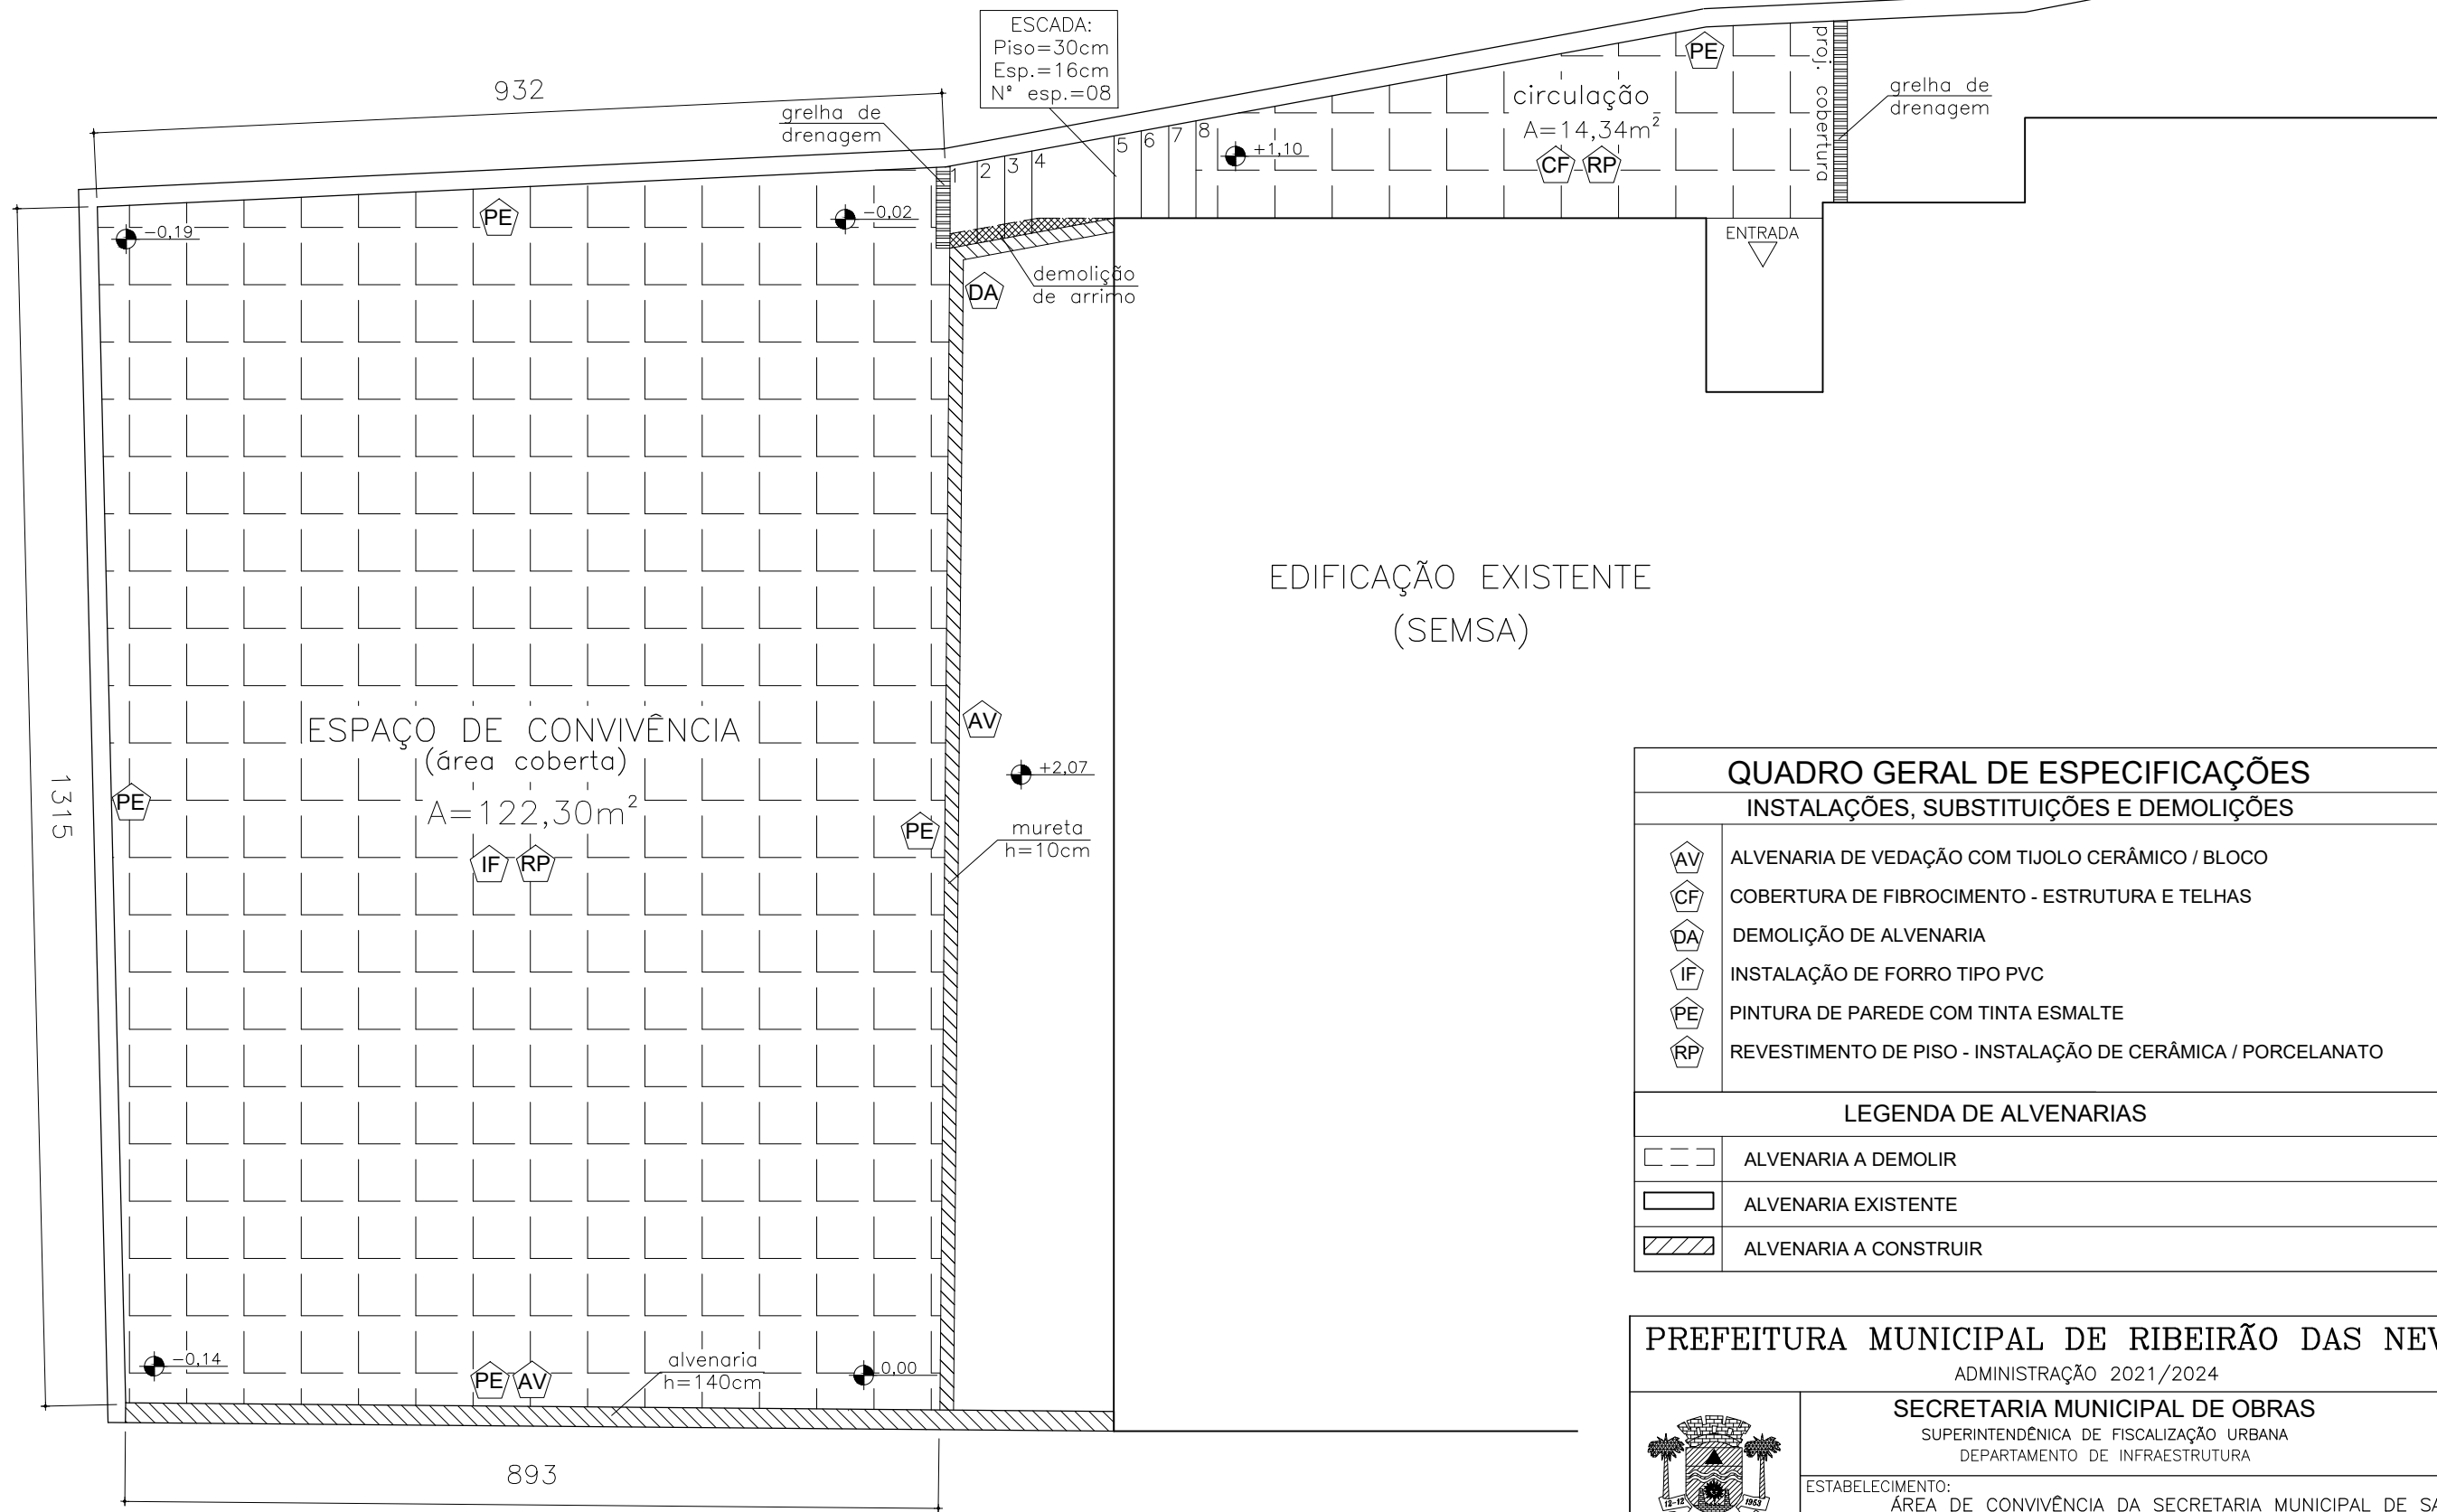 ESCADA:
Piso=30cm
Esp.=16cm
Nº esp.=08
932
grelha de
drenagem
PE
proj. cobertura
grelha de
drenagem
circulação
A=14,34m²
CF RP
+1,10
1
2
3
4
5
6
7
8
PE
-0,02
-0,19
ENTRADA
demolição
de arrimo
DA
EDIFICAÇÃO EXISTENTE
(SEMSA)
ESPAÇO DE CONVIVÊNCIA
(área coberta)
A=122,30m²
IF RP
AV
+2,07
1315
PE
PE
mureta
h=10cm
-0,14
PE AV
alvenaria
h=140cm
0,00
893
QUADRO GERAL DE ESPECIFICAÇÕES
INSTALAÇÕES, SUBSTITUIÇÕES E DEMOLIÇÕES
AV ALVENARIA DE VEDAÇÃO COM TIJOLO CERÂMICO / BLOCO
CF COBERTURA DE FIBROCIMENTO - ESTRUTURA E TELHAS
DA DEMOLIÇÃO DE ALVENARIA
IF INSTALAÇÃO DE FORRO TIPO PVC
PE PINTURA DE PAREDE COM TINTA ESMALTE
RP REVESTIMENTO DE PISO - INSTALAÇÃO DE CERÂMICA / PORCELANATO
LEGENDA DE ALVENARIAS
ALVENARIA A DEMOLIR
ALVENARIA EXISTENTE
ALVENARIA A CONSTRUIR
PREFEITURA MUNICIPAL DE RIBEIRÃO DAS NEV
ADMINISTRAÇÃO 2021/2024
SECRETARIA MUNICIPAL DE OBRAS
SUPERINTENDÊNICA DE FISCALIZAÇÃO URBANA
DEPARTAMENTO DE INFRAESTRUTURA
12-12 1953
ESTABELECIMENTO:
ÁREA DE CONVIVÊNCIA DA SECRETARIA MUNICIPAL DE SA